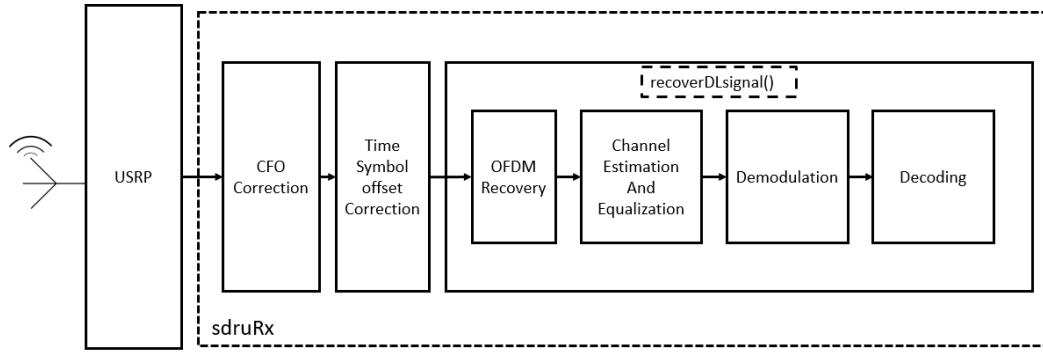 recoverDLsignal()
USRP
CFO
Correction
Time
Symbol
offset
Correction
OFDM
Recovery
Channel
Estimation
And
Equalization
Demodulation
Decoding
sdruRx